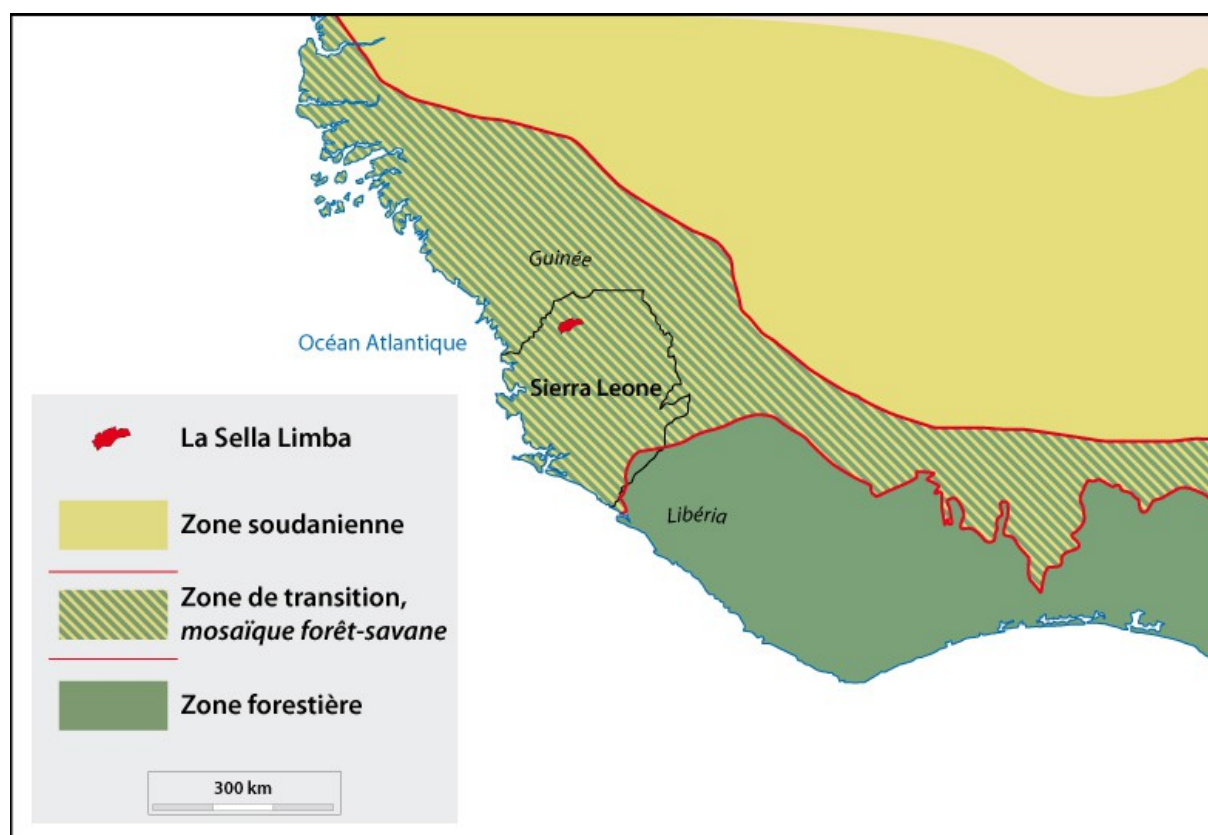 Guinée
Océan Atlantique
Sierra Leone
Libéria
La Sella Limba
Zone soudanienne
Zone de transition,
mosaïque forêt-savane
Zone forestière
300 km